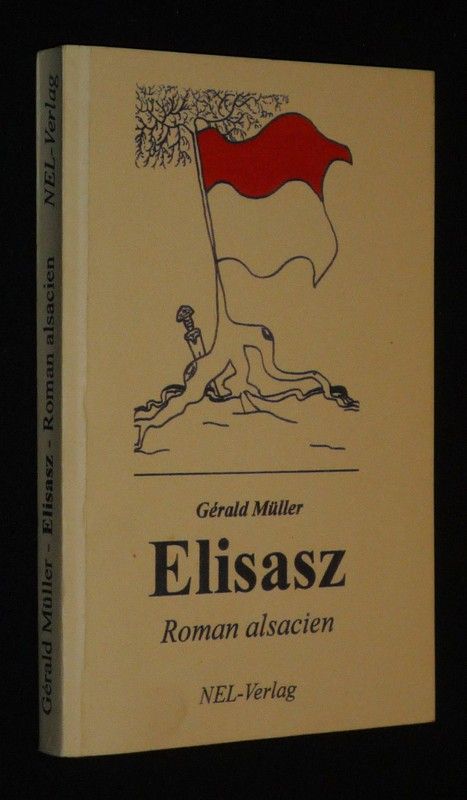 Gérald Müller - Elisasz - Roman alsacien NEL-Verlag
Gérald Müller
Elisasz
Roman alsacien
NEL-Verlag